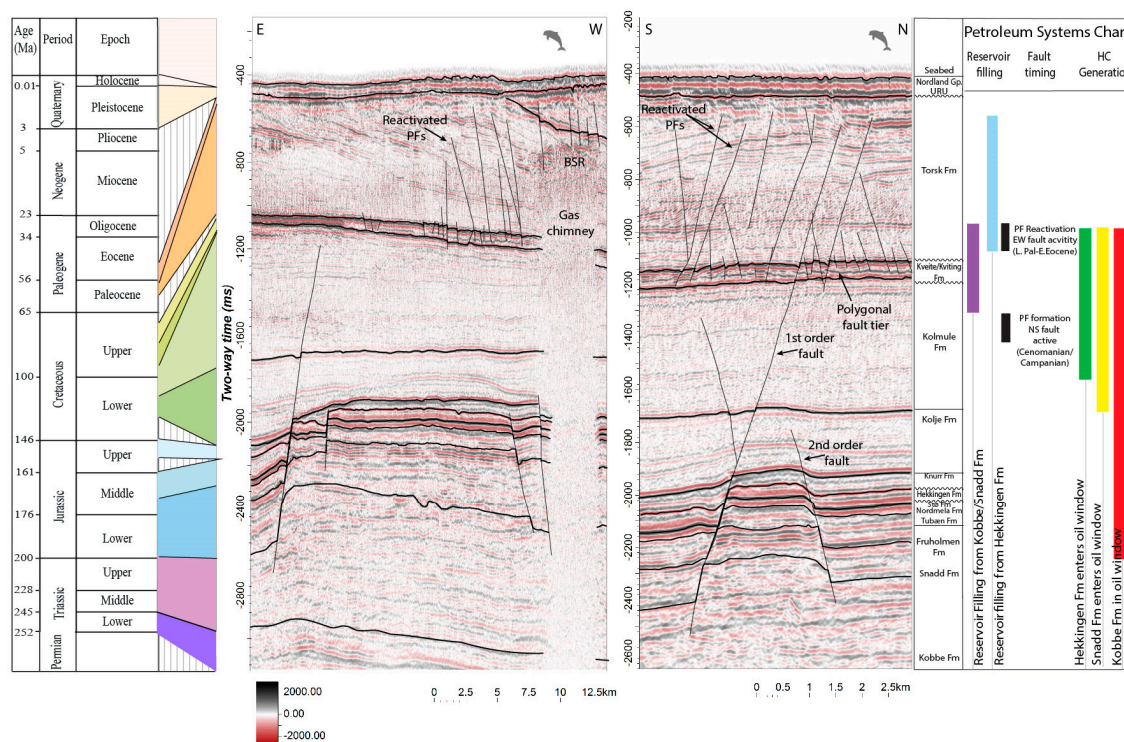 Age
(Ma)
Period
Epoch
0.01
3
5
23
34
56
65
100
146
161
176
200
228
245
252
Quaternary
Neogene
Paleogene
Cretaceous
Jurassic
Triassic
Permian
Holocene
Pleistocene
Pliocene
Miocene
Oligocene
Eocene
Paleocene
Upper
Lower
Upper
Middle
Lower
Upper
Middle
Lower
Two-way time (ms)
E
W
-400
-800
-1200
-1600
-2000
-2400
-2800
Reactivated
PFs
BSR
Gas
chimney
2000.00
0.00
-2000.00
0 2.5 5 7.5 10 12.5km
S
N
-200
-400
-600
-800
-1000
-1200
-1400
-1600
-1800
-2000
-2200
-2400
-2600
Reactivated
PFs
Polygonal
fault tier
1st order
fault
2nd order
fault
0 0.5 1 1.5 2 2.5km
Seabed
Nordland Gp.
URU
Torsk Fm
Kveite/Kviting
Fm
Kolmule
Fm
Kolje Fm
Knurr Fm
Hekkingen Fm
Stø Fm
Nordmela Fm
Tubæn Fm
Fruholmen
Fm
Snadd Fm
Kobbe Fm
Petroleum Systems Char
Reservoir
filling
Fault
timing
HC
Generatio
PF Reactivation
EW fault acvitity
(L. Pal-E.Eocene)
PF formation
NS fault
active
(Cenomanian/
Campanian)
Reservoir Filling from Kobbe/Snadd Fm
Reservoir filling from Hekkingen Fm
Hekkingen Fm enters oil window
Snadd Fm enters oil window
Kobbe Fm in oil window